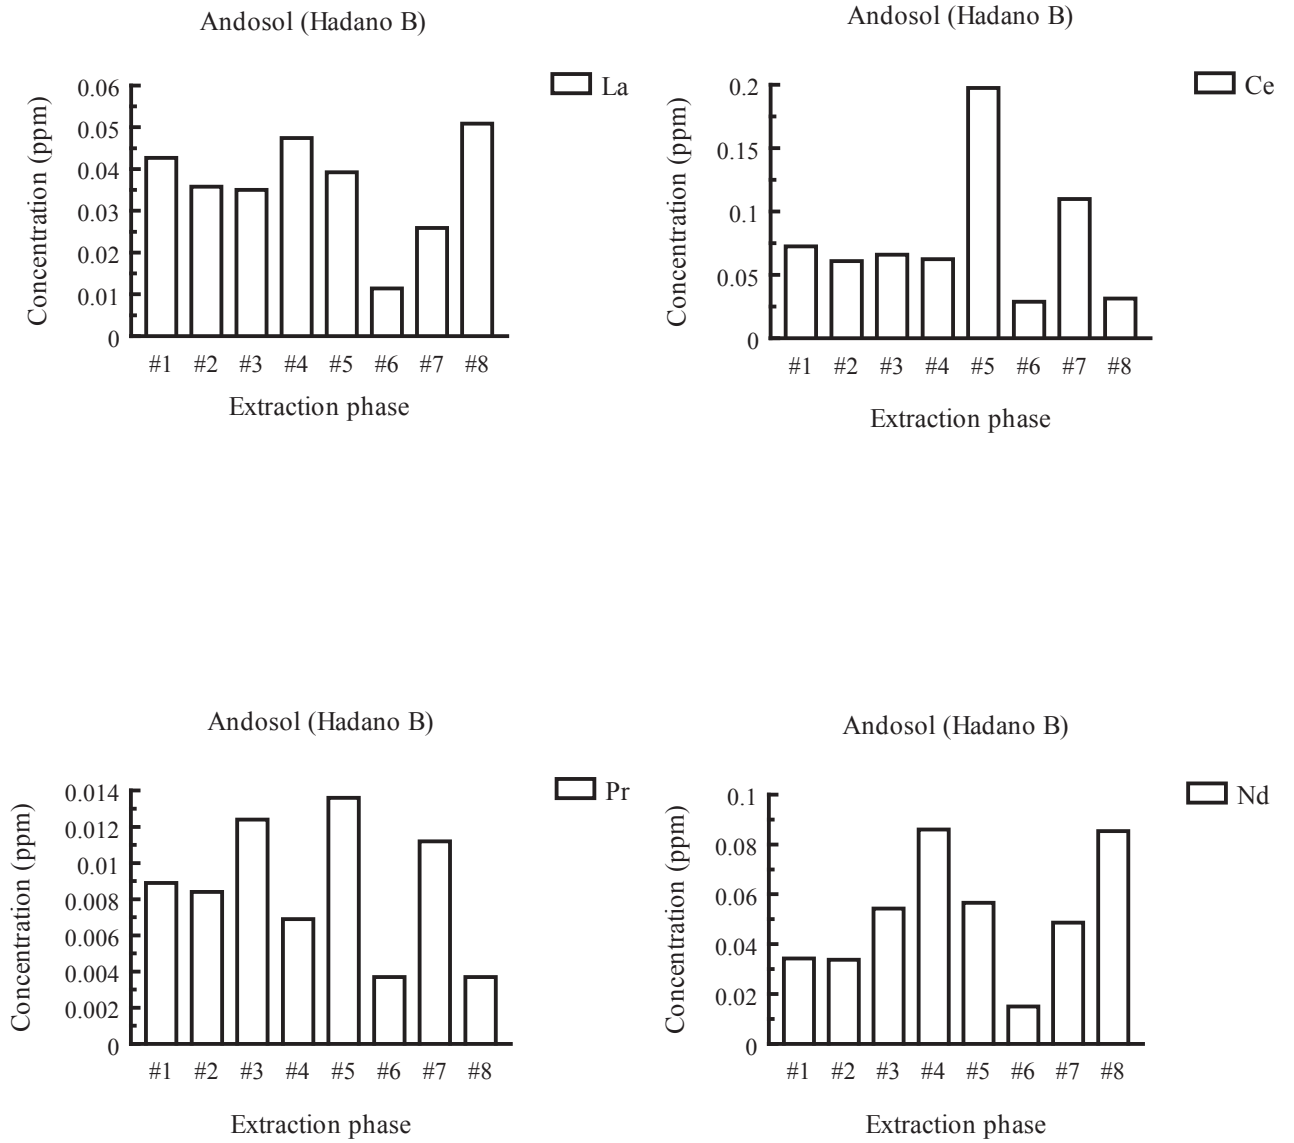 Andosol (Hadano B)
La
Concentration (ppm)
0.06
0.05
0.04
0.03
0.02
0.01
0
#1 #2 #3 #4 #5 #6 #7 #8
Extraction phase
Andosol (Hadano B)
Ce
Concentration (ppm)
0.2
0.15
0.1
0.05
0
#1 #2 #3 #4 #5 #6 #7 #8
Extraction phase
Andosol (Hadano B)
Pr
Concentration (ppm)
0.014
0.012
0.01
0.008
0.006
0.004
0.002
0
#1 #2 #3 #4 #5 #6 #7 #8
Extraction phase
Andosol (Hadano B)
Nd
Concentration (ppm)
0.1
0.08
0.06
0.04
0.02
0
#1 #2 #3 #4 #5 #6 #7 #8
Extraction phase